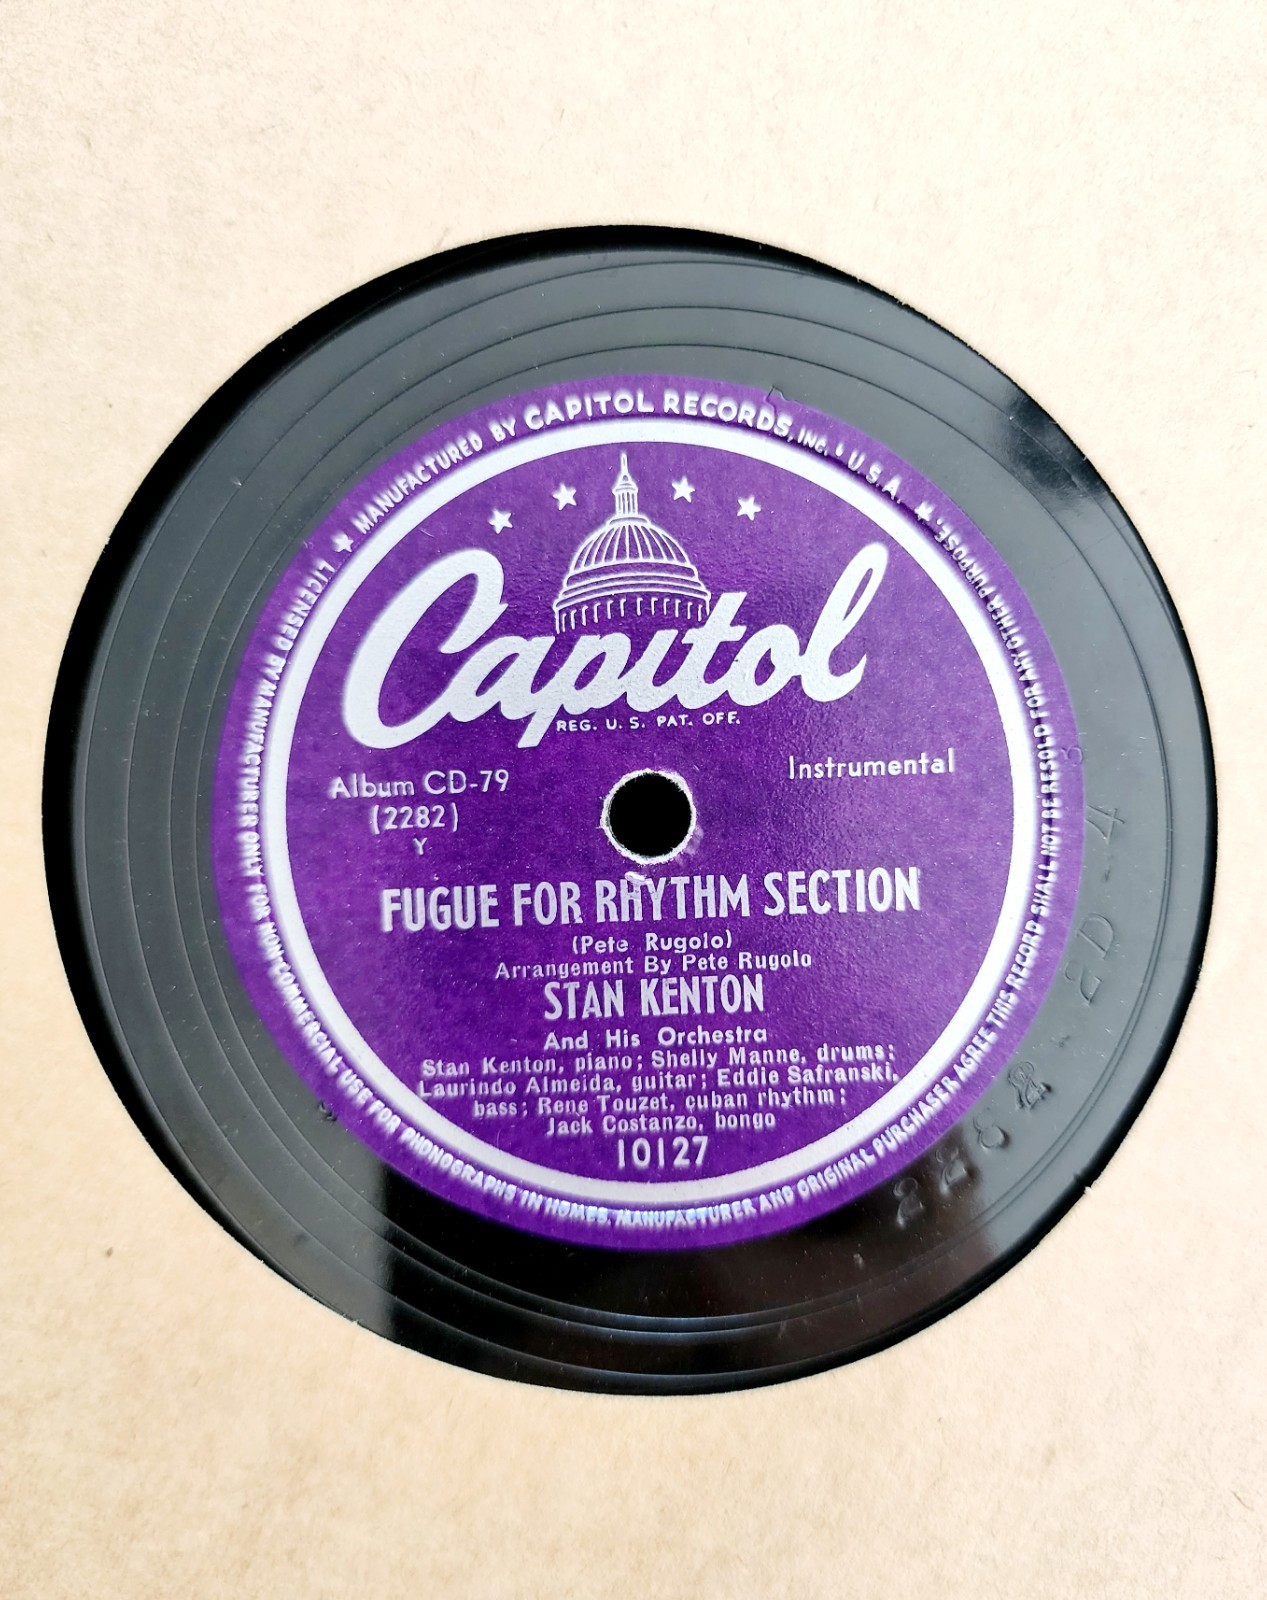 ★ MANUFACTURED BY CAPITOL RECORDS, INC. • U.S.A. ★
Capitol
REG. U. S. PAT. OFF.
Album CD-79
Instrumental
(2282)
Y
FUGUE FOR RHYTHM SECTION
(Pete Rugolo)
Arrangement By Pete Rugolo
STAN KENTON
And His Orchestra
Stan Kenton, piano; Shelly Manne, drums;
Laurindo Almeida, guitar; Eddie Safranski,
bass; Rene Touzet, cuban rhythm;
Jack Costanzo, bongo
10127
LICENSED BY MANUFACTURER ONLY FOR NON-COMMERCIAL USE FOR PHONOGRAPHS IN HOMES. MANUFACTURER AND ORIGINAL PURCHASER AGREE THIS RECORD SHALL NOT BE RESOLD FOR ANY OTHER PURPOSE.
2282-2D-4